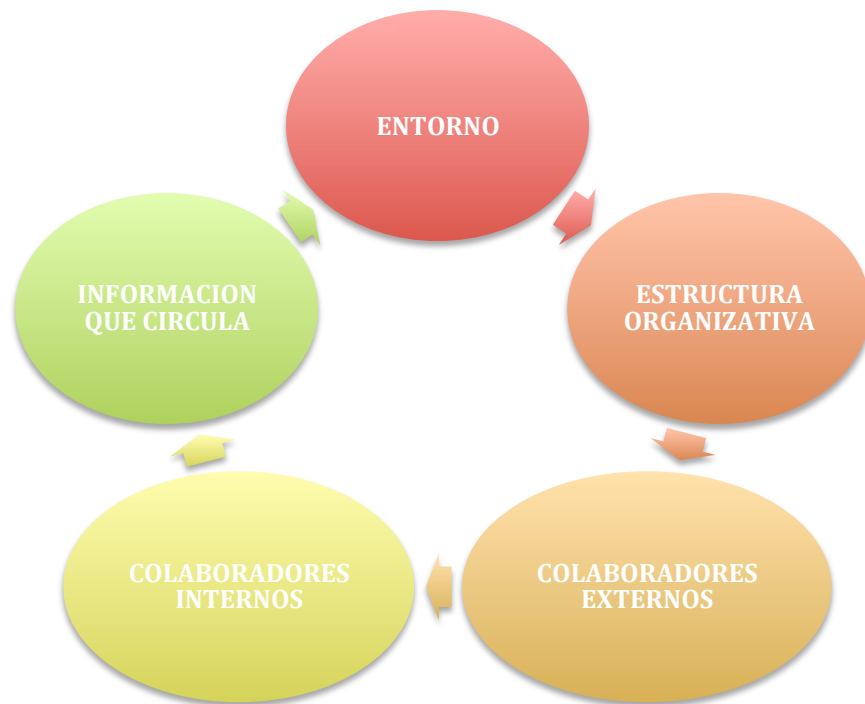 ENTORNO
ESTRUCTURA
ORGANIZATIVA
COLABORADORES
EXTERNOS
COLABORADORES
INTERNOS
INFORMACION
QUE CIRCULA